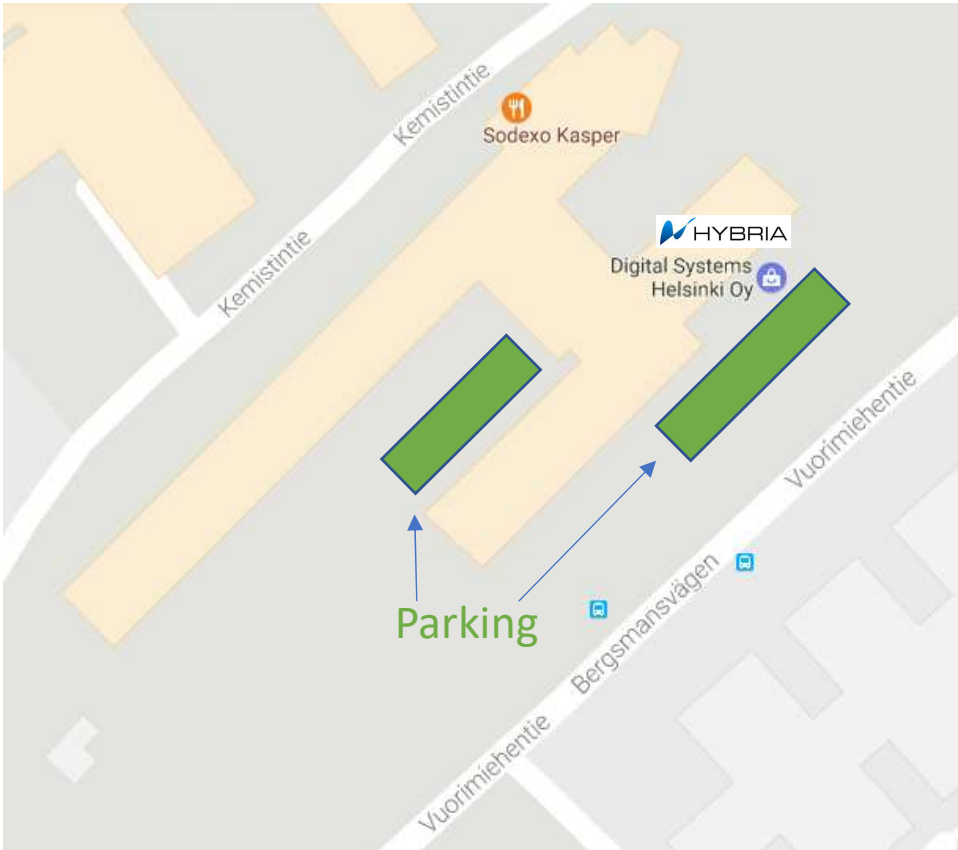 Kemistintie
Sodexo Kasper
HYBRIA
Kemistintie
Digital Systems
Helsinki Oy
Vuorimiehentie
Bergsmansvägen
Parking
Vuorimiehentie